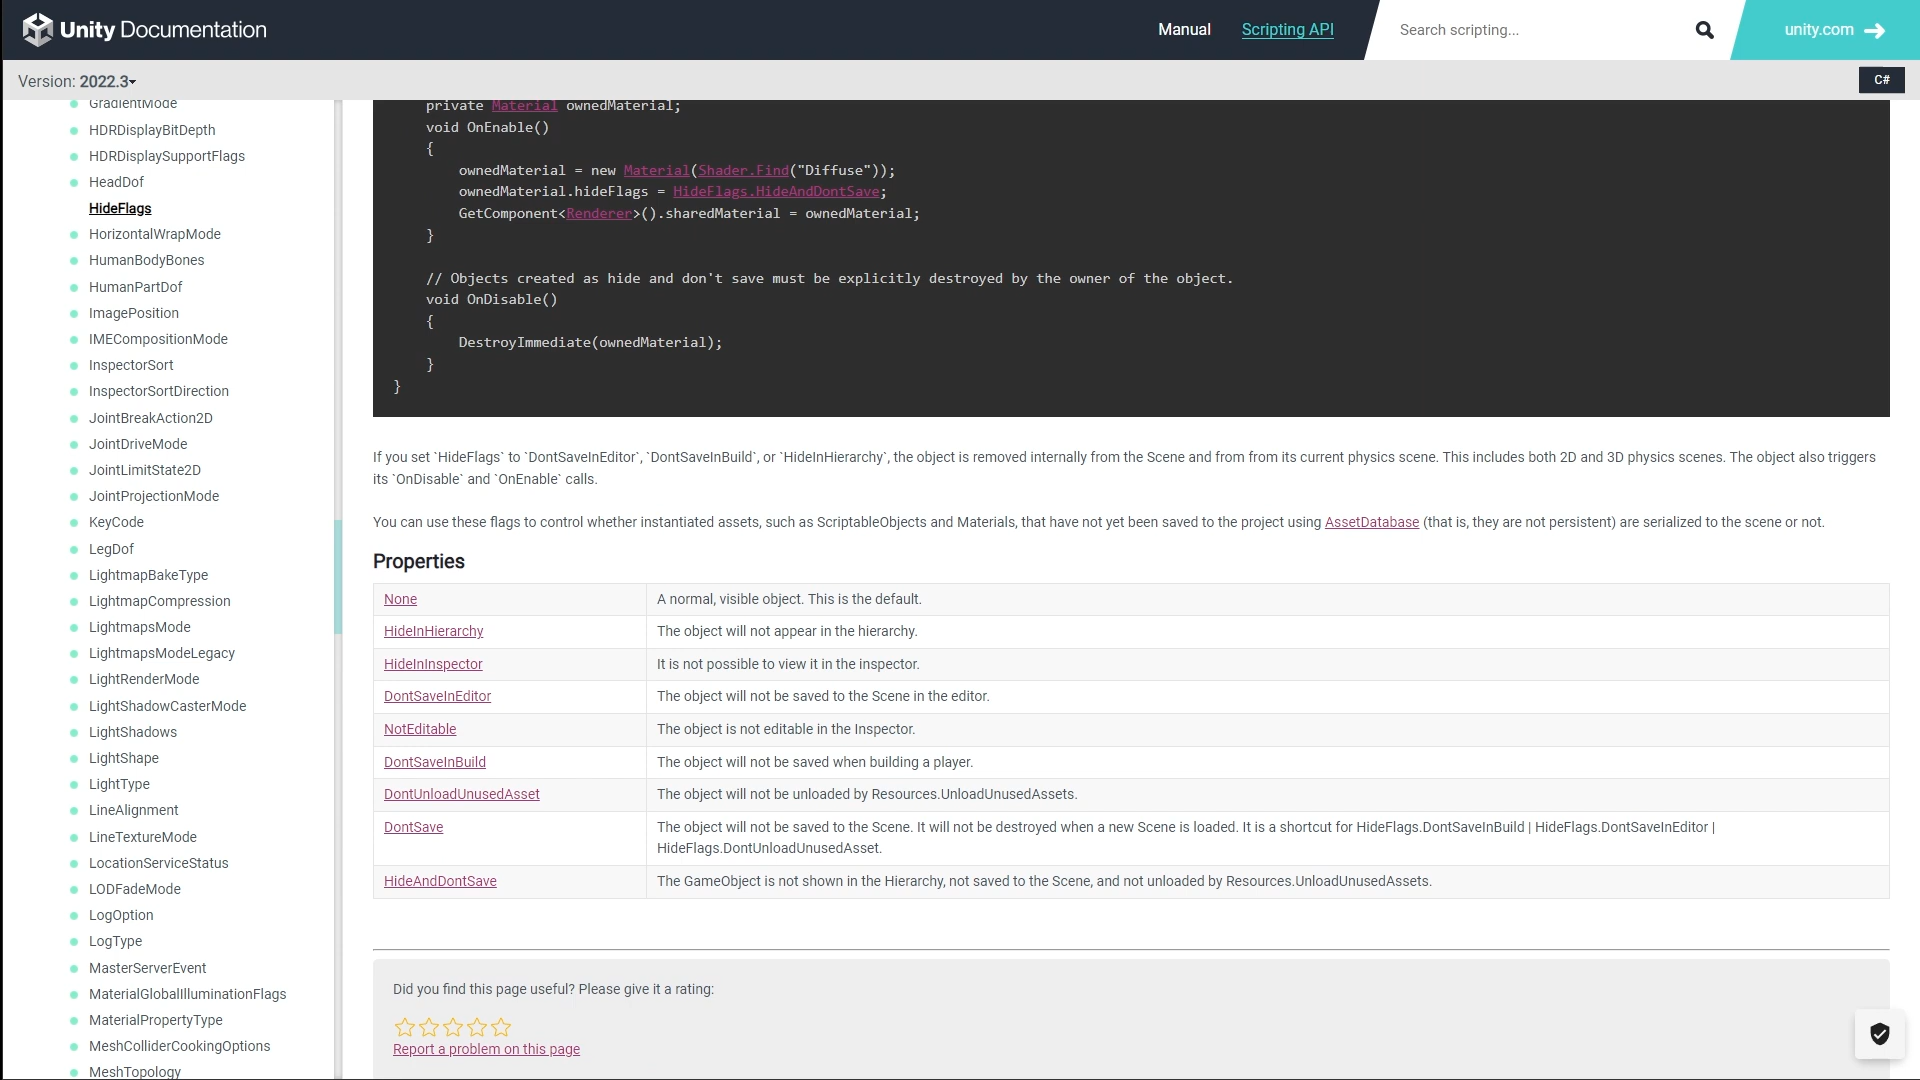 Unity Documentation
Manual
Scripting API
Search scripting...
unity.com
Version: 2022.3
C#
GradientMode
HDRDisplayBitDepth
HDRDisplaySupportFlags
HeadDof
HideFlags
HorizontalWrapMode
HumanBodyBones
HumanPartDof
ImagePosition
IMECompositionMode
InspectorSort
InspectorSortDirection
JointBreakAction2D
JointDriveMode
JointLimitState2D
JointProjectionMode
KeyCode
LegDof
LightmapBakeType
LightmapCompression
LightmapsMode
LightmapsModeLegacy
LightRenderMode
LightShadowCasterMode
LightShadows
LightShape
LightType
LineAlignment
LineTextureMode
LocationServiceStatus
LODFadeMode
LogOption
LogType
MasterServerEvent
MaterialGlobalIlluminationFlags
MaterialPropertyType
MeshColliderCookingOptions
MeshTopology
private Material ownedMaterial;
void OnEnable()
{
ownedMaterial = new Material(Shader.Find("Diffuse"));
ownedMaterial.hideFlags = HideFlags.HideAndDontSave;
GetComponent<Renderer>().sharedMaterial = ownedMaterial;
}
// Objects created as hide and don't save must be explicitly destroyed by the owner of the object.
void OnDisable()
{
DestroyImmediate(ownedMaterial);
}
}
If you set `HideFlags` to `DontSaveInEditor`, `DontSaveInBuild`, or `HideInHierarchy`, the object is removed internally from the Scene and from from its current physics scene. This includes both 2D and 3D physics scenes. The object also triggers
its `OnDisable` and `OnEnable` calls.
You can use these flags to control whether instantiated assets, such as ScriptableObjects and Materials, that have not yet been saved to the project using AssetDatabase (that is, they are not persistent) are serialized to the scene or not.
Properties
None A normal, visible object. This is the default.
HideInHierarchy The object will not appear in the hierarchy.
HideInInspector It is not possible to view it in the inspector.
DontSaveInEditor The object will not be saved to the Scene in the editor.
NotEditable The object is not editable in the Inspector.
DontSaveInBuild The object will not be saved when building a player.
DontUnloadUnusedAsset The object will not be unloaded by Resources.UnloadUnusedAssets.
DontSave The object will not be saved to the Scene. It will not be destroyed when a new Scene is loaded. It is a shortcut for HideFlags.DontSaveInBuild | HideFlags.DontSaveInEditor |
HideFlags.DontUnloadUnusedAsset.
HideAndDontSave The GameObject is not shown in the Hierarchy, not saved to the Scene, and not unloaded by Resources.UnloadUnusedAssets.
Did you find this page useful? Please give it a rating:
Report a problem on this page